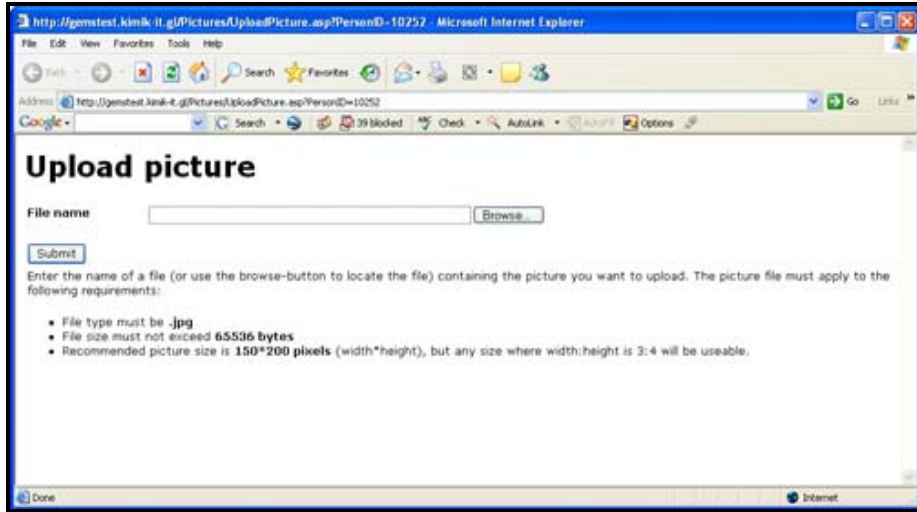 http://gemstest.kimik-it.gl/Pictures/UploadPicture.asp?PersonID=10252 - Microsoft Internet Explorer
File Edit View Favorites Tools Help
Back Search Favorites
Address http://gemstest.kimik-it.gl/Pictures/UploadPicture.asp?PersonID=10252 Go Links »
Google Search 39 blocked Check AutoLink AutoFill Options
Upload picture
File name Browse...
Submit
Enter the name of a file (or use the browse-button to locate the file) containing the picture you want to upload. The picture file must apply to the
following requirements:
• File type must be .jpg
• File size must not exceed 65536 bytes
• Recommended picture size is 150*200 pixels (width*height), but any size where width:height is 3:4 will be useable.
Done Internet